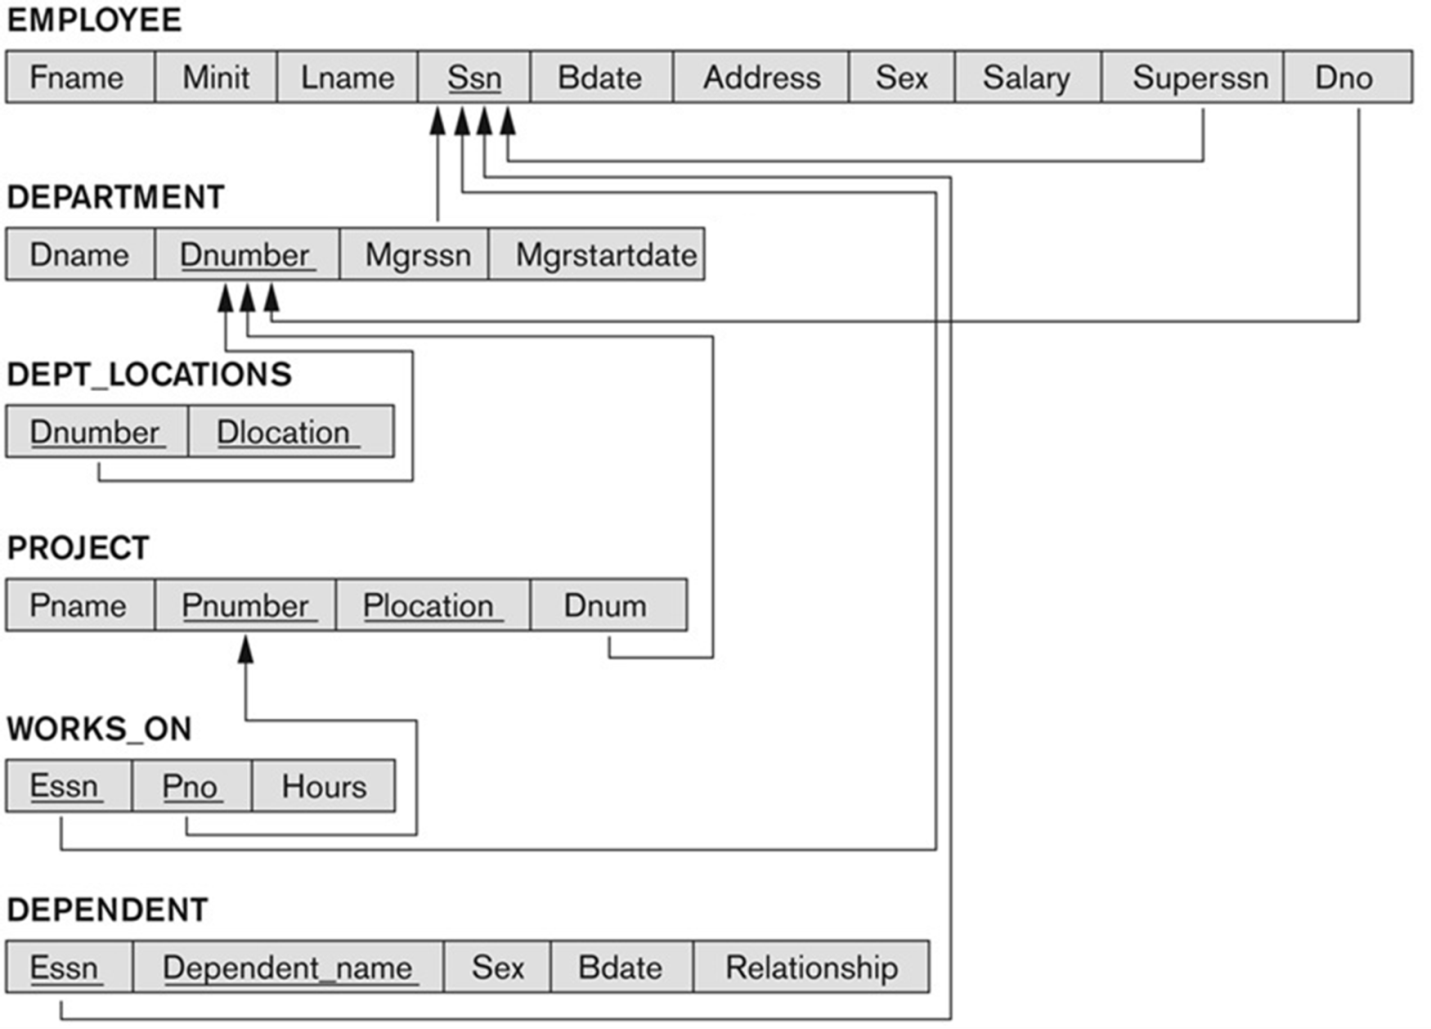 EMPLOYEE
Fname Minit Lname Ssn Bdate Address Sex Salary Superssn Dno
DEPARTMENT
Dname Dnumber Mgrssn Mgrstartdate
DEPT_LOCATIONS
Dnumber Dlocation
PROJECT
Pname Pnumber Plocation Dnum
WORKS_ON
Essn Pno Hours
DEPENDENT
Essn Dependent_name Sex Bdate Relationship